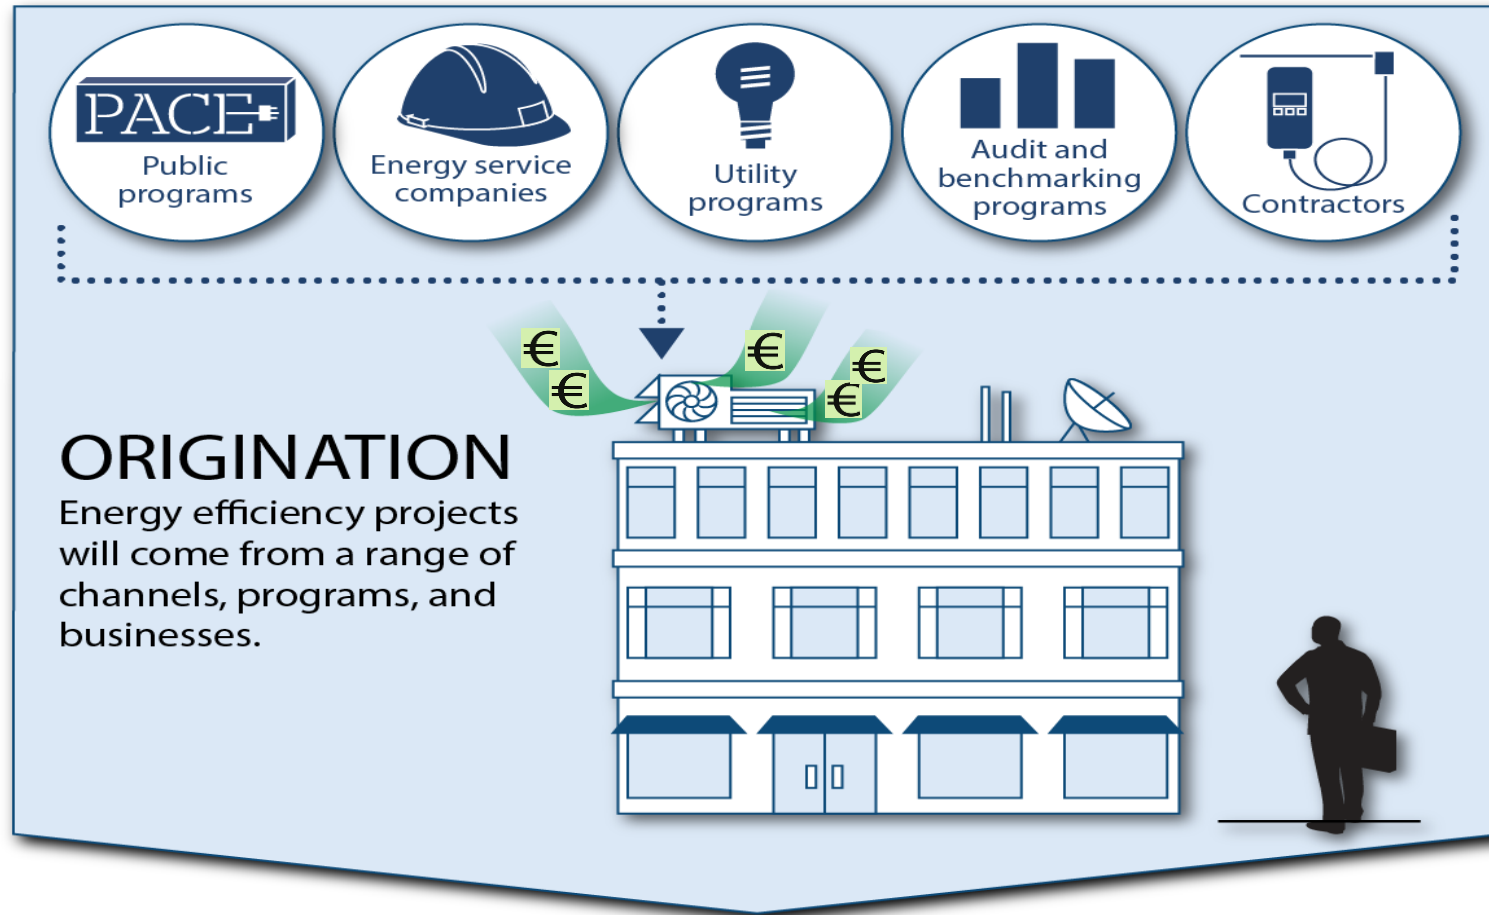 PACE
Public
programs
Energy service
companies
Utility
programs
Audit and
benchmarking
programs
Contractors
€
€
€
€
€
ORIGINATION
Energy efficiency projects
will come from a range of
channels, programs, and
businesses.